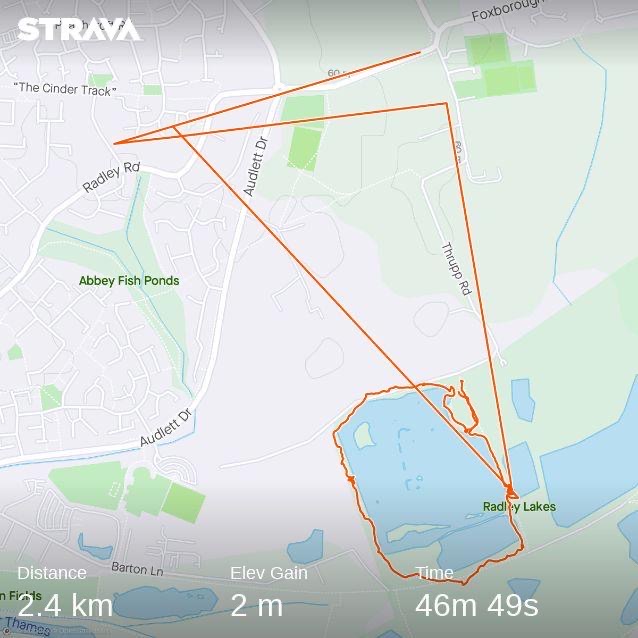 Foxborough
STRAVA
60
"The Cinder Track"
Radley Rd
Audlett Dr
Thrupp Rd
Abbey Fish Ponds
Audlett Dr
Radley Lakes
Distance
Elev Gain
Time
Barton Ln
2.4 km
2 m
46m 49s
Fields
Thames